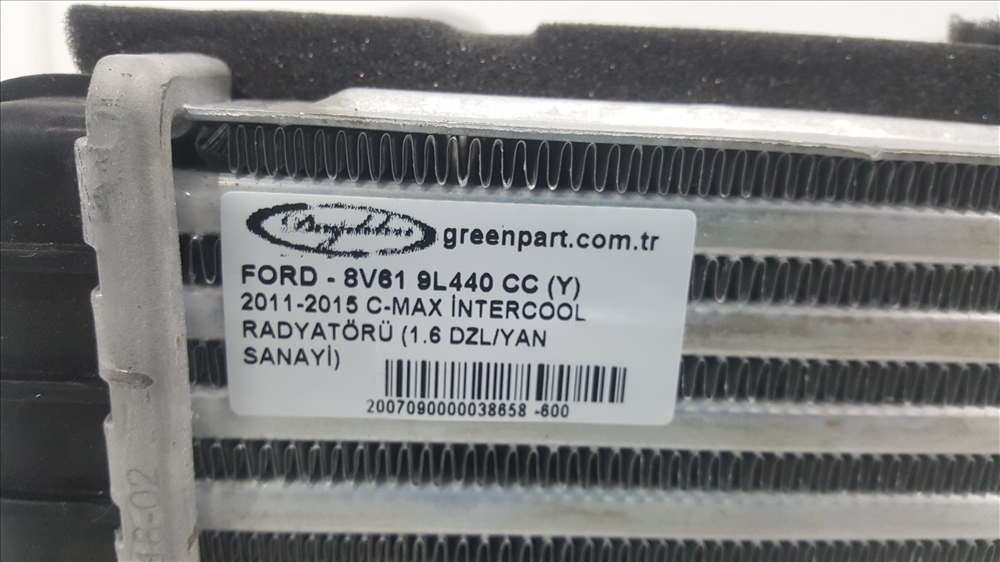 greenpart.com.tr
FORD - 8V61 9L440 CC (Y)
2011-2015 C-MAX İNTERCOOL
RADYATÖRÜ (1.6 DZL/YAN
SANAYİ)
2007090000038658 -600